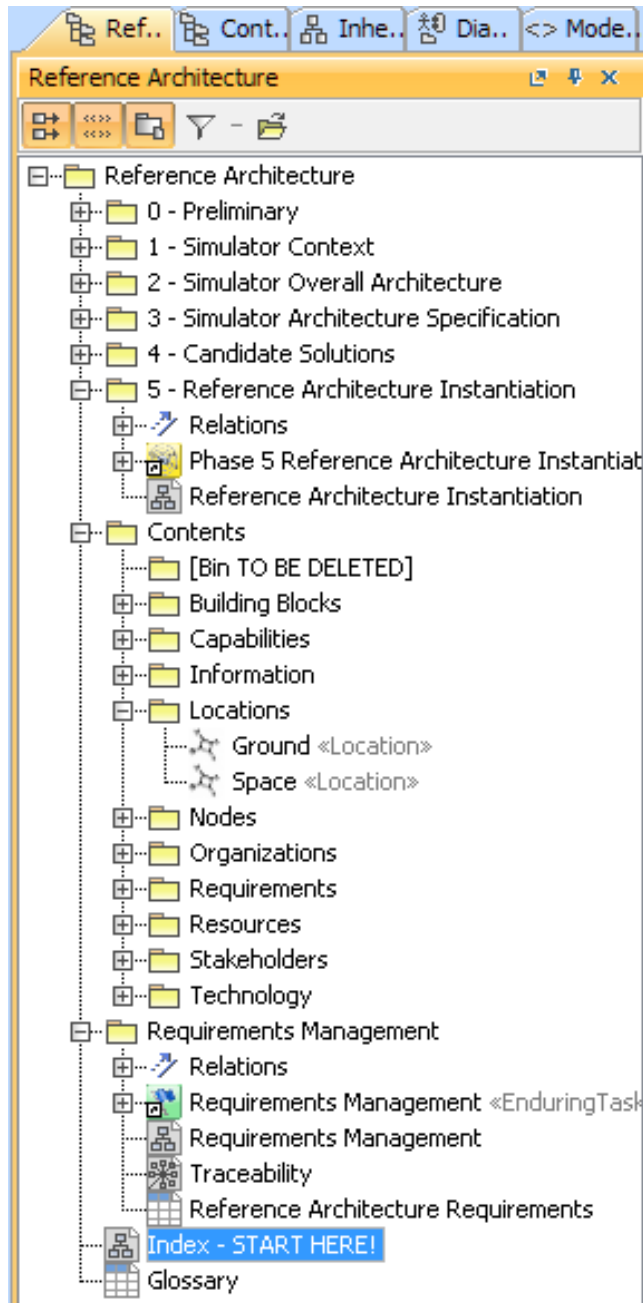 Ref..
Cont..
Inhe..
Dia..
<> Mode..
Reference Architecture
Reference Architecture
0 - Preliminary
1 - Simulator Context
2 - Simulator Overall Architecture
3 - Simulator Architecture Specification
4 - Candidate Solutions
5 - Reference Architecture Instantiation
Relations
Phase 5 Reference Architecture Instantiat
Reference Architecture Instantiation
Contents
[Bin TO BE DELETED]
Building Blocks
Capabilities
Information
Locations
Ground «Location»
Space «Location»
Nodes
Organizations
Requirements
Resources
Stakeholders
Technology
Requirements Management
Relations
Requirements Management «EnduringTask
Requirements Management
Traceability
Reference Architecture Requirements
Index - START HERE!
Glossary